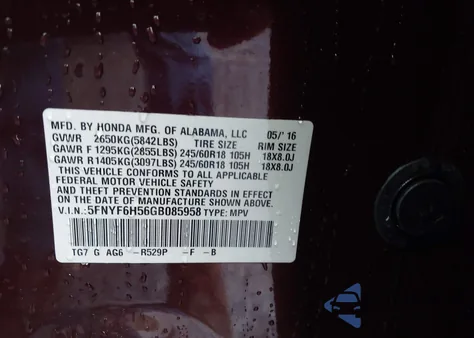 MFD. BY HONDA MFG. OF ALABAMA, LLC 05/' 16
GVWR 2650KG(5842LBS) TIRE SIZE RIM SIZE
GAWR F 1295KG(2855LBS) 245/60R18 105H 18X8.0J
GAWR R1405KG(3097LBS) 245/60R18 105H 18X8.0J
THIS VEHICLE CONFORMS TO ALL APPLICABLE
FEDERAL MOTOR VEHICLE SAFETY
AND THEFT PREVENTION STANDARDS IN EFFECT
ON THE DATE OF MANUFACTURE SHOWN ABOVE.
V.I.N.:5FNYF6H56GB085958 TYPE: MPV
TG7 G AG6 -R529P -F -B